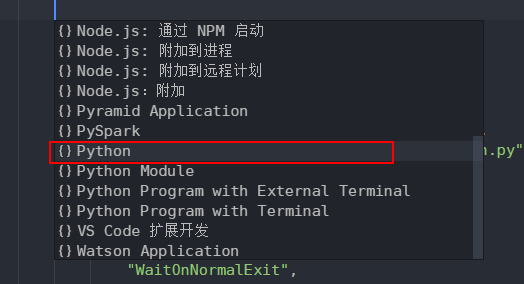 {} Node.js: 通过 NPM 启动
{} Node.js: 附加到进程
{} Node.js: 附加到远程计划
{} Node.js: 附加
{} Pyramid Application
{} PySpark
{} Python
n.py"
{} Python Module
{} Python Program with External Terminal
{} Python Program with Terminal
{} VS Code 扩展开发
{} Watson Application
"WaitOnNormalExit",